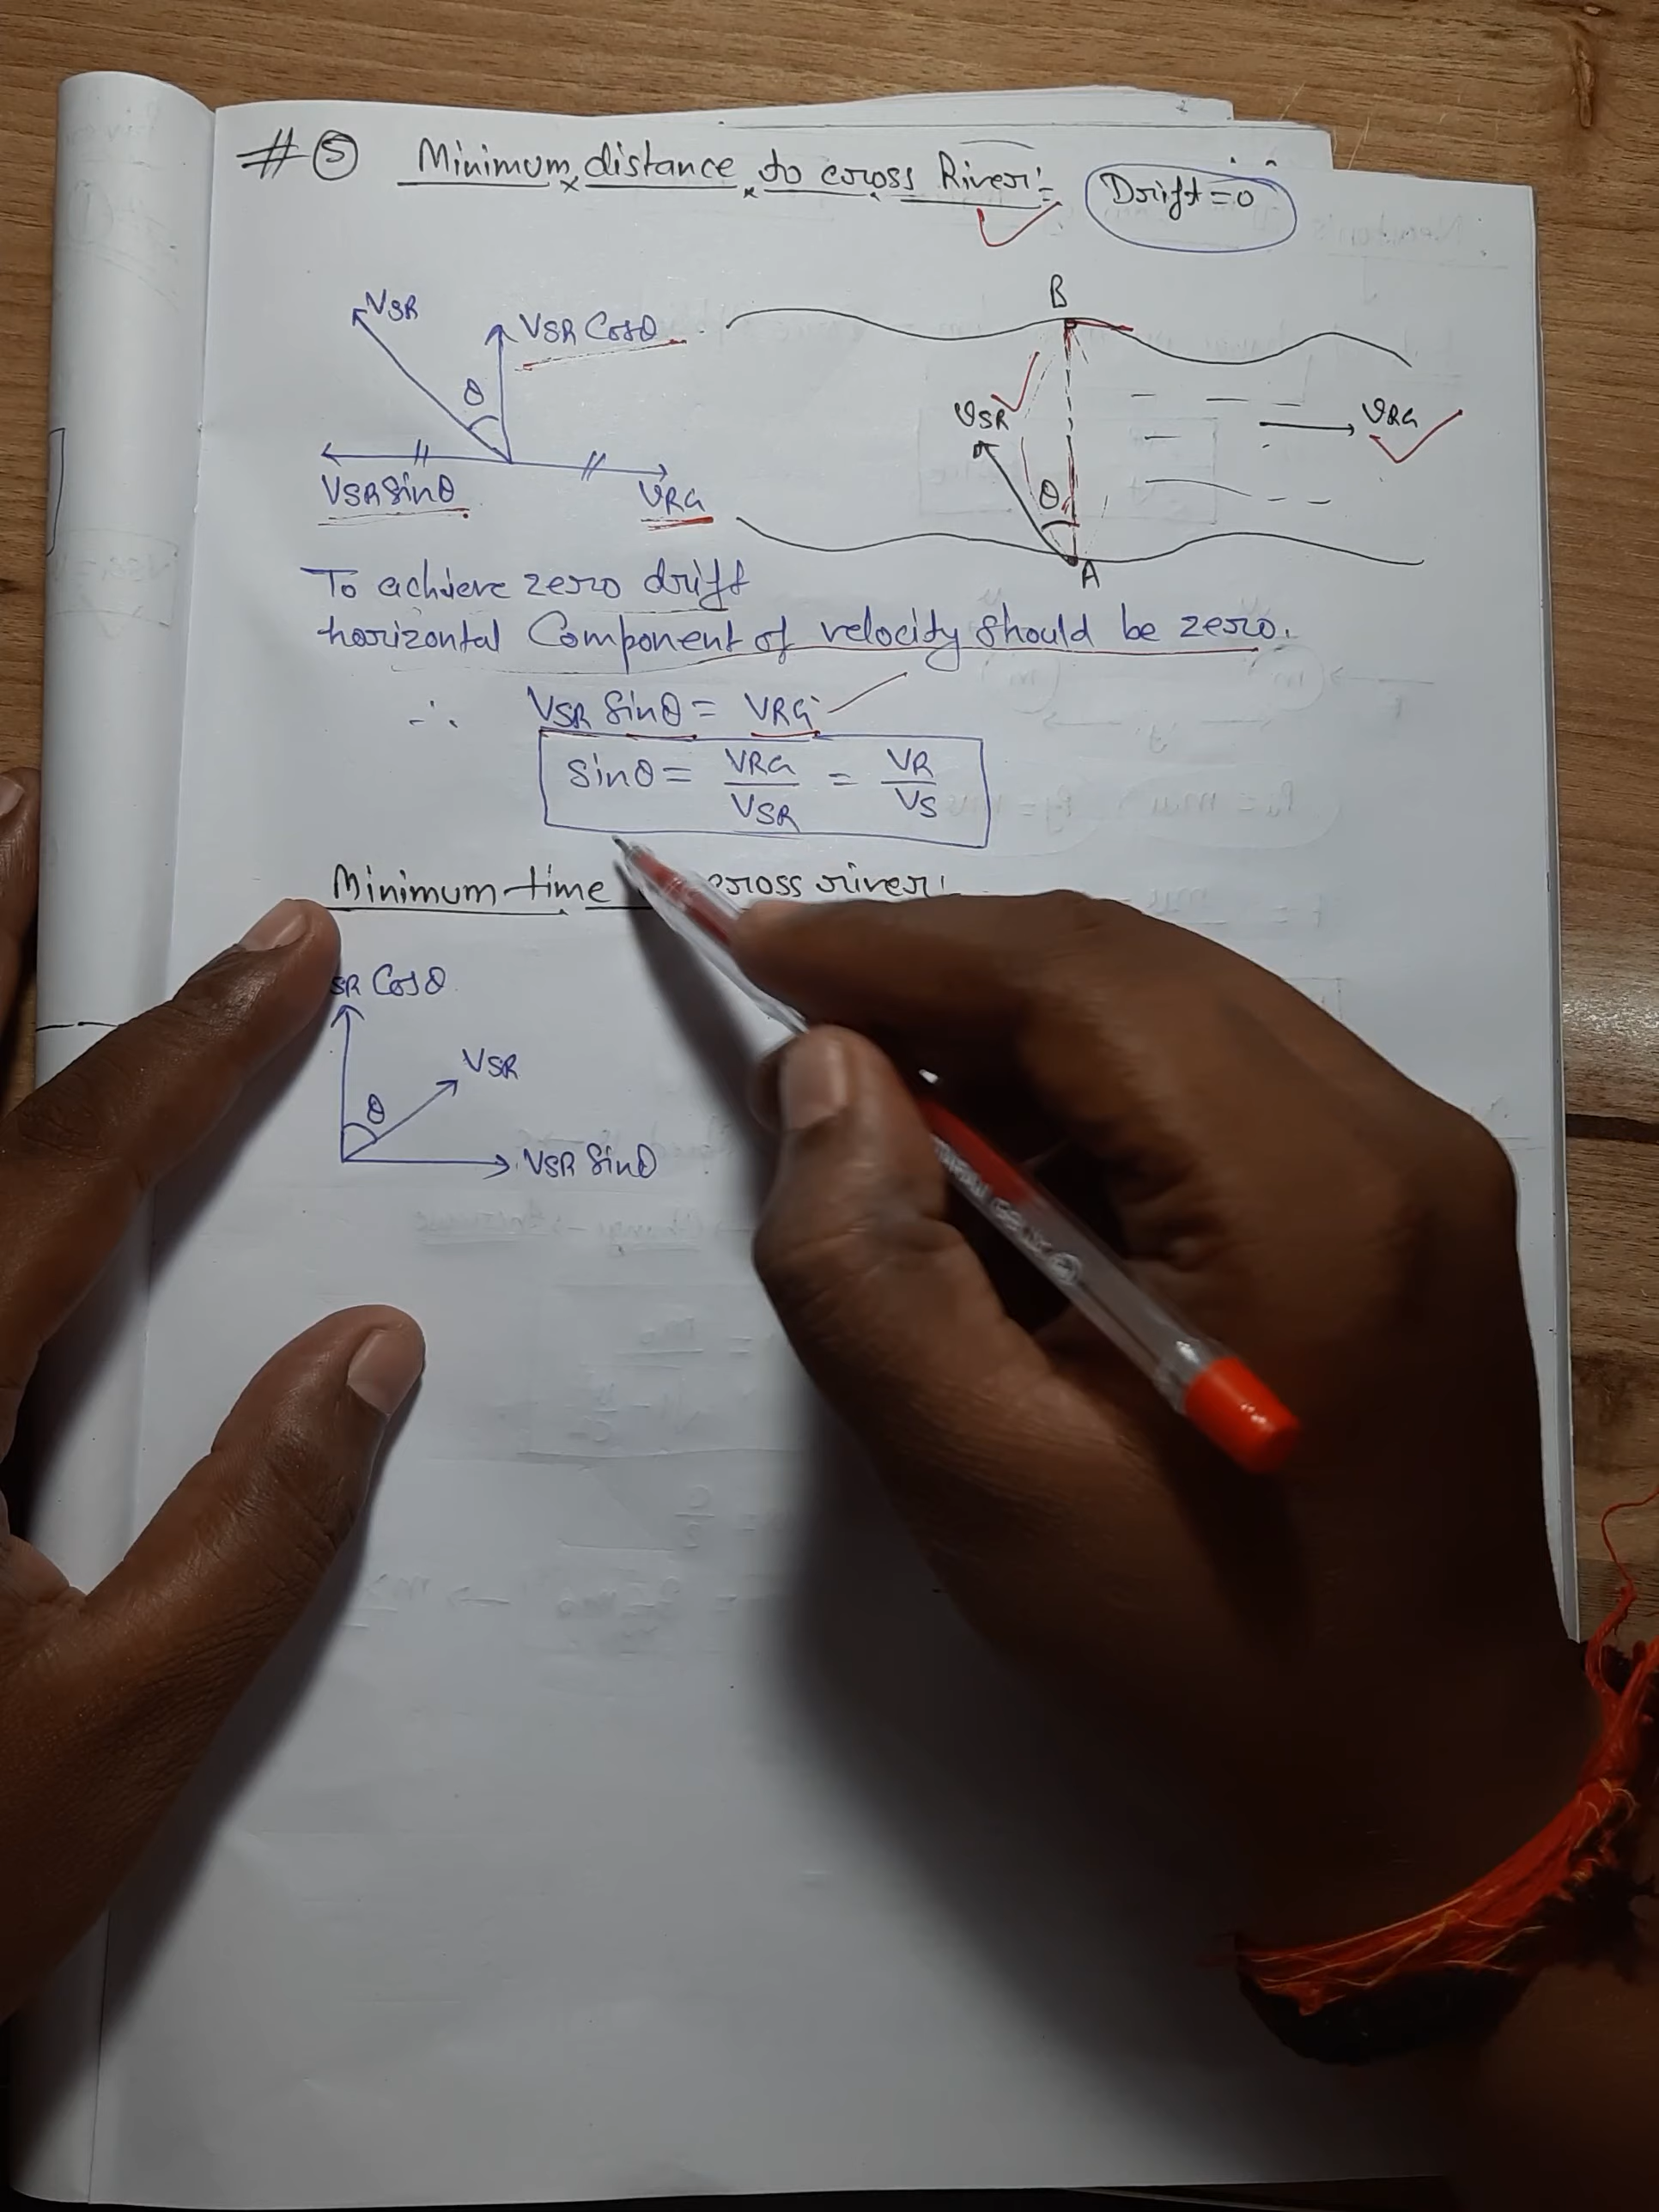 # ⑤ Minimum distance to cross River:- Drift = 0
VSR
VSR Cosθ
θ
VSR Sinθ
VRG
B
VSR
VRG
θ
A
To achieve zero drift
horizontal Component of velocity should be zero.
∴ VSR Sinθ = VRG
Sinθ = VRG/VSR = VR/VS
Minimum time cross river:
SR Cosθ
VSR
θ
VSR Sinθ